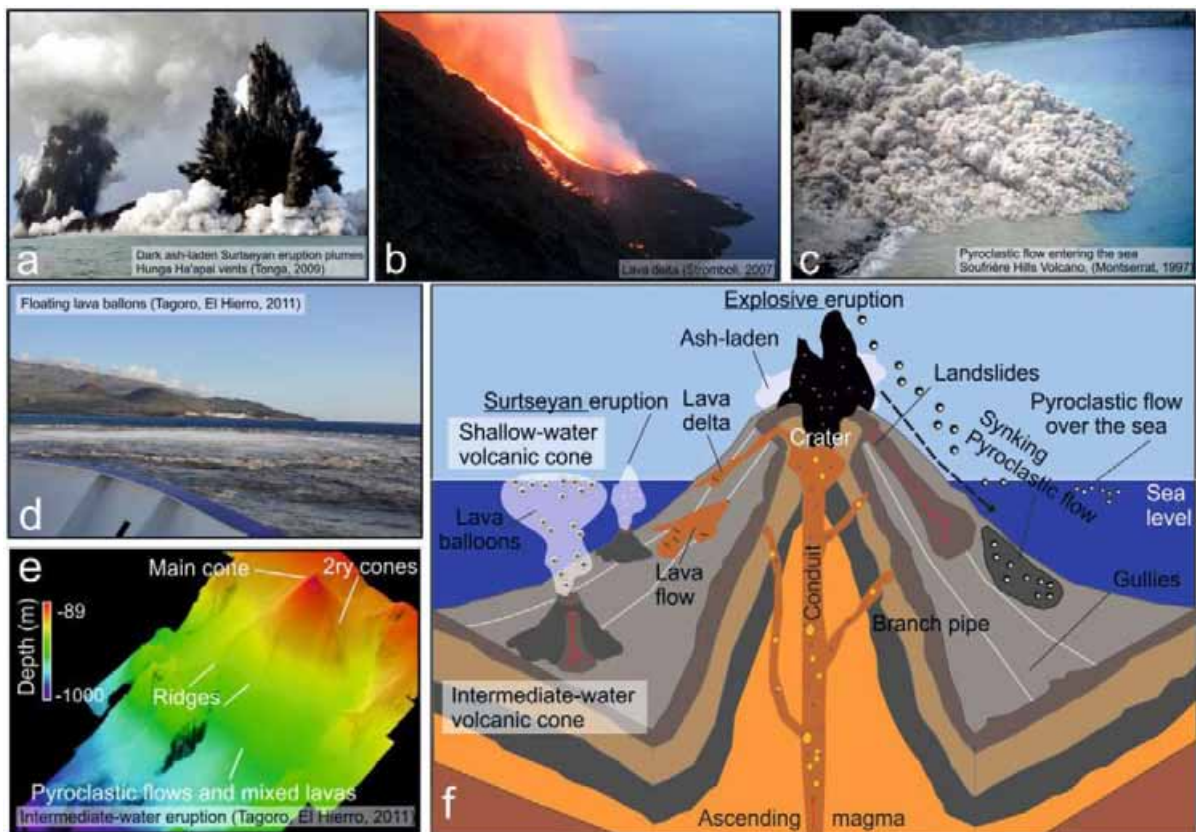 a
Dark ash-laden Surtseyan eruption plumes
Hunga Ha'apai vents (Tonga, 2009)
b
Lava delta (Stromboli, 2007
c
Pyroclastic flow entering the sea
Soufrière Hills Volcano, (Montserrat, 1997)
Floating lava ballons (Tagoro, El Hierro, 2011)
d
e
Main cone
2ry cones
-89
Depth (m)
-1000
Ridges
Pyroclastic flows and mixed lavas
Intermediate-water eruption (Tagoro, El Hierro, 2011)
Explosive eruption
Ash-laden
Landslides
Surtseyan eruption
Lava
delta
Pyroclastic flow
over the sea
Shallow-water
volcanic cone
Crater
Synking
Pyroclastic flow
Sea
level
Lava
balloons
Lava
flow
Conduit
Gullies
Branch pipe
Intermediate-water
volcanic cone
f
Ascending magma